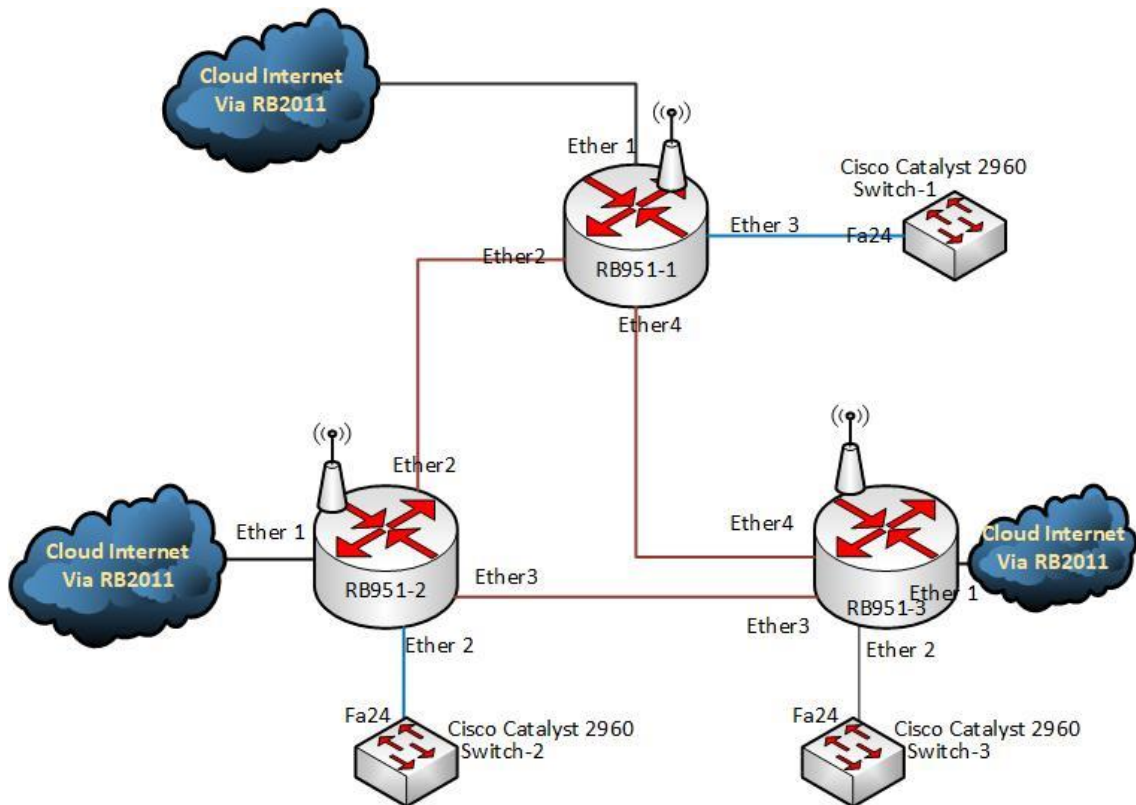 Cloud Internet
Via RB2011
Ether 1
Cisco Catalyst 2960
Switch-1
Ether 3
Fa24
Ether2
RB951-1
Ether4
Ether2
Ether4
Cloud Internet
Via RB2011
Ether 1
RB951-2
Ether3
Cloud Internet
Via RB2011
Ether 1
RB951-3
Ether3
Ether 2
Ether 2
Fa24
Cisco Catalyst 2960
Switch-2
Fa24
Cisco Catalyst 2960
Switch-3